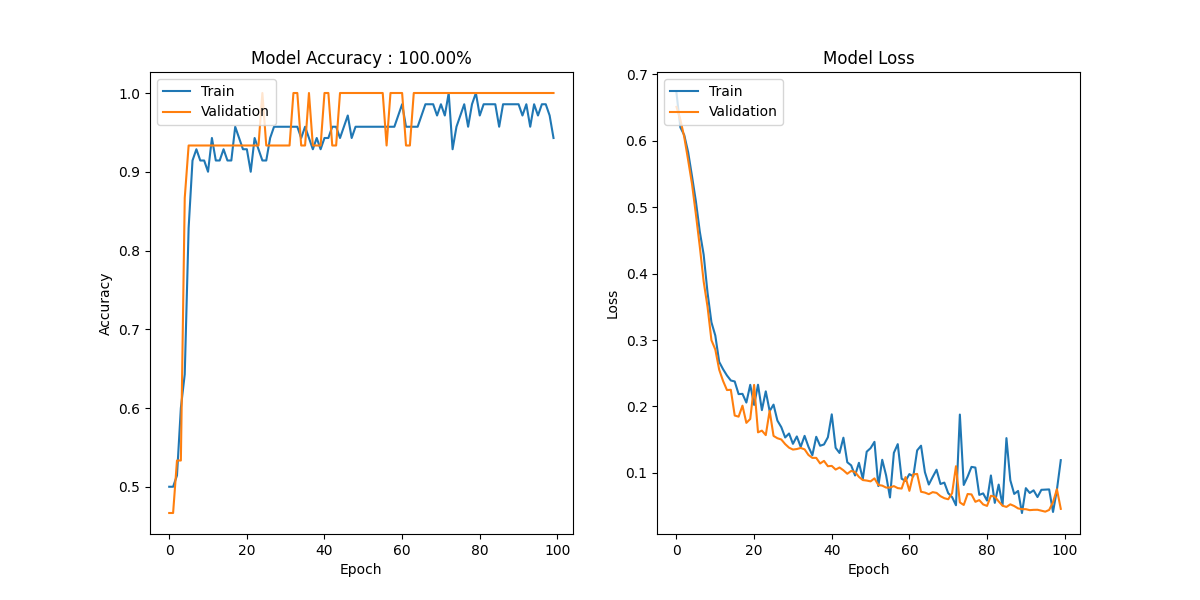 Model Accuracy : 100.00%
Train
Validation
1.0
0.9
0.8
0.7
0.6
0.5
Accuracy
0 20 40 60 80 100
Epoch
Model Loss
Train
Validation
0.7
0.6
0.5
0.4
0.3
0.2
0.1
Loss
0 20 40 60 80 100
Epoch